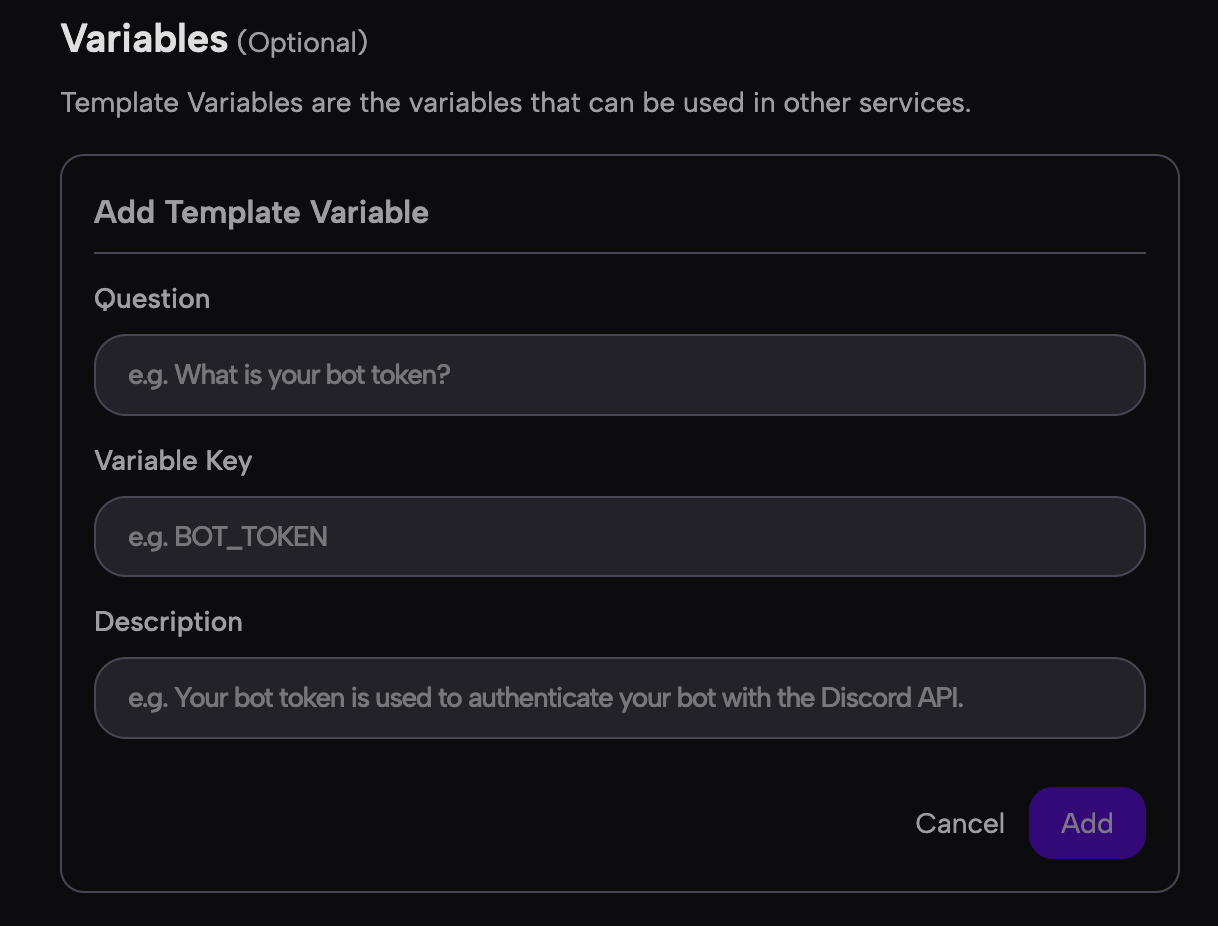 Variables (Optional)
Template Variables are the variables that can be used in other services.
Add Template Variable
Question
e.g. What is your bot token?
Variable Key
e.g. BOT_TOKEN
Description
e.g. Your bot token is used to authenticate your bot with the Discord API.
Cancel Add